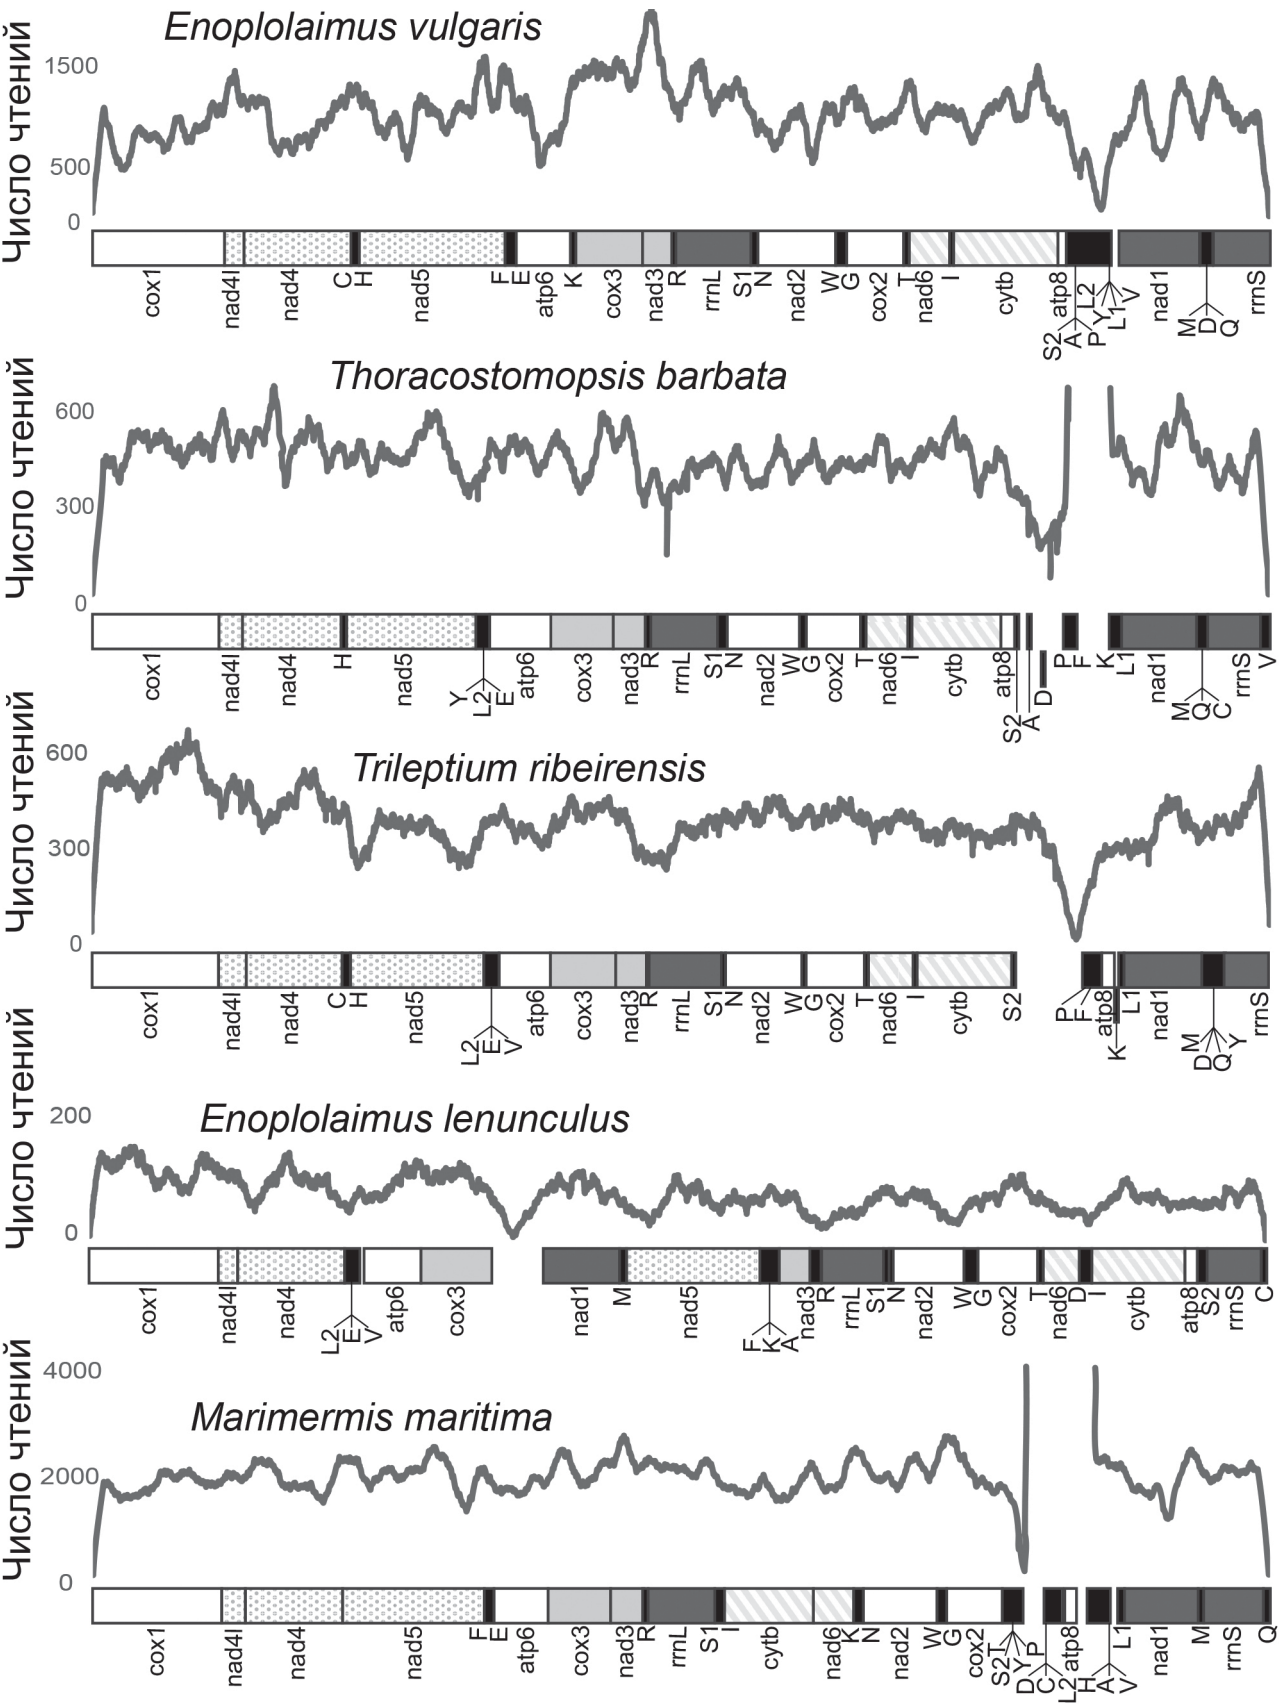 Enoplolaimus vulgaris
Число чтений
1500
500
0
cox1 nad4l nad4 C H nad5 F E atp6 K cox3 nad3 R rrnL S1 N nad2 W G cox2 T nad6 I cytb atp8 S2 A L2 P Y L1 V nad1 M D Q rrnS
Thoracostomopsis barbata
Число чтений
600
300
0
cox1 nad4l nad4 H nad5 Y L2 E atp6 cox3 nad3 R rrnL S1 N nad2 W G cox2 T nad6 I cytb atp8 S2 A D P F K L1 nad1 M Q C rrnS V
Trileptium ribeirensis
Число чтений
600
300
0
cox1 nad4l nad4 C H nad5 L2 E V atp6 cox3 nad3 R rrnL S1 N nad2 W G cox2 T nad6 I cytb S2 P F atp8 K L1 nad1 M D Q Y rrnS
Enoplolaimus lenunculus
Число чтений
200
0
cox1 nad4l nad4 L2 E V atp6 cox3 nad1 M nad5 F K A nad3 R rrnL S1 N nad2 W G cox2 T nad6 D I cytb atp8 S2 rrnS C
Marimermis maritima
Число чтений
4000
2000
0
cox1 nad4l nad4 nad5 F E atp6 cox3 nad3 R rrnL S1 I cytb nad6 K N nad2 W G cox2 S2 T D Y P C L2 atp8 H A V L1 nad1 M rrnS Q